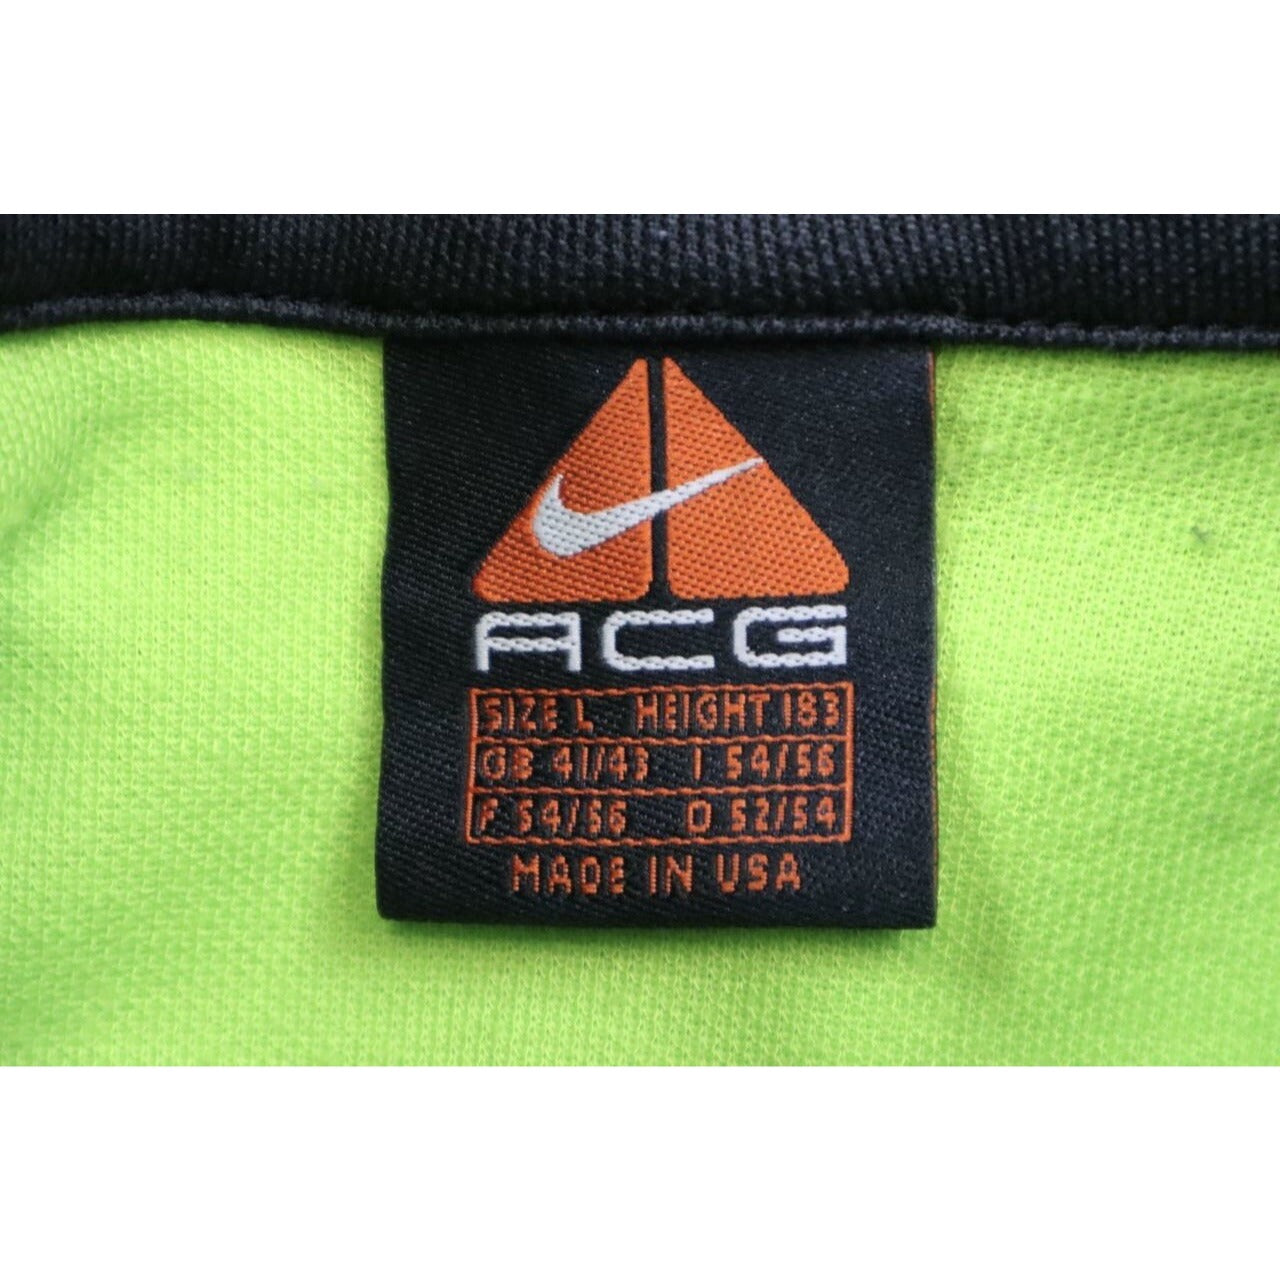 ACG
SIZE L HEIGHT 183
GB 41/43 I 54/56
F 54/56 D 52/54
MADE IN USA